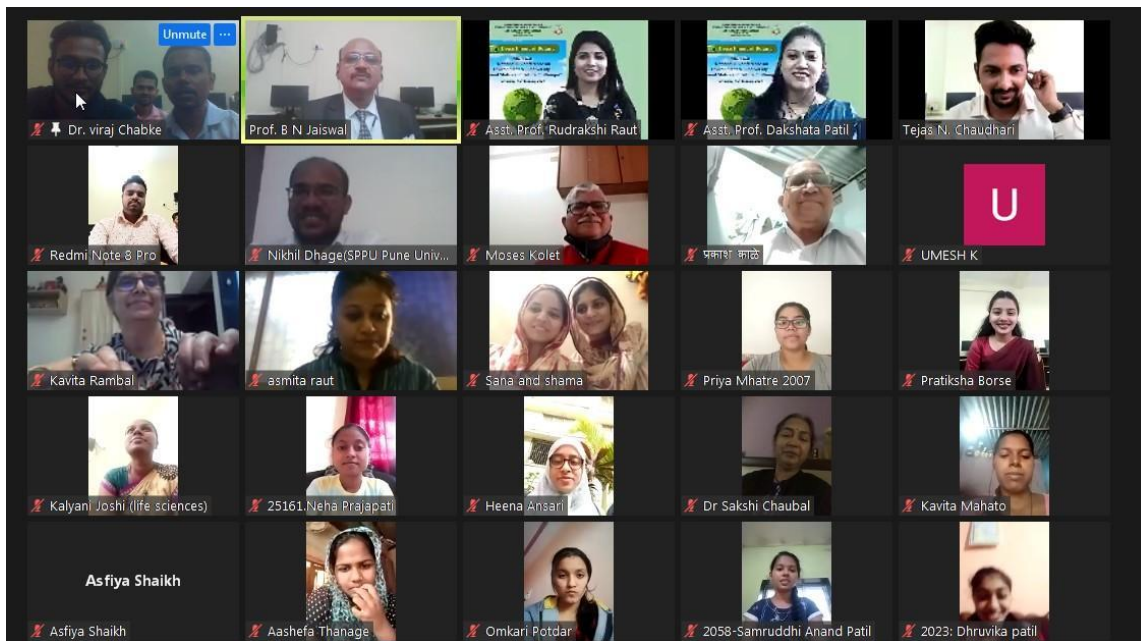 Unmute ...
Dr. viraj Chabke
Prof. B N Jaiswal
Asst. Prof. Rudrakshi Raut
Asst. Prof. Dakshata Patil
Tejas N. Chaudhari
Redmi Note 8 Pro
Nikhil Dhage(SPPU Pune Univ...
Moses Kolet
प्रकाश काळे
U
UMESH K
Kavita Rambal
asmita raut
Sana and shama
Priya Mhatre 2007
Pratiksha Borse
Kalyani Joshi (life sciences)
25161.Neha Prajapati
Heena Ansari
Dr Sakshi Chaubal
Kavita Mahato
Asfiya Shaikh
Asfiya Shaikh
Aashefa Thanage
Omkari Potdar
2058-Samruddhi Anand Patil
2023: Dhruvika patil